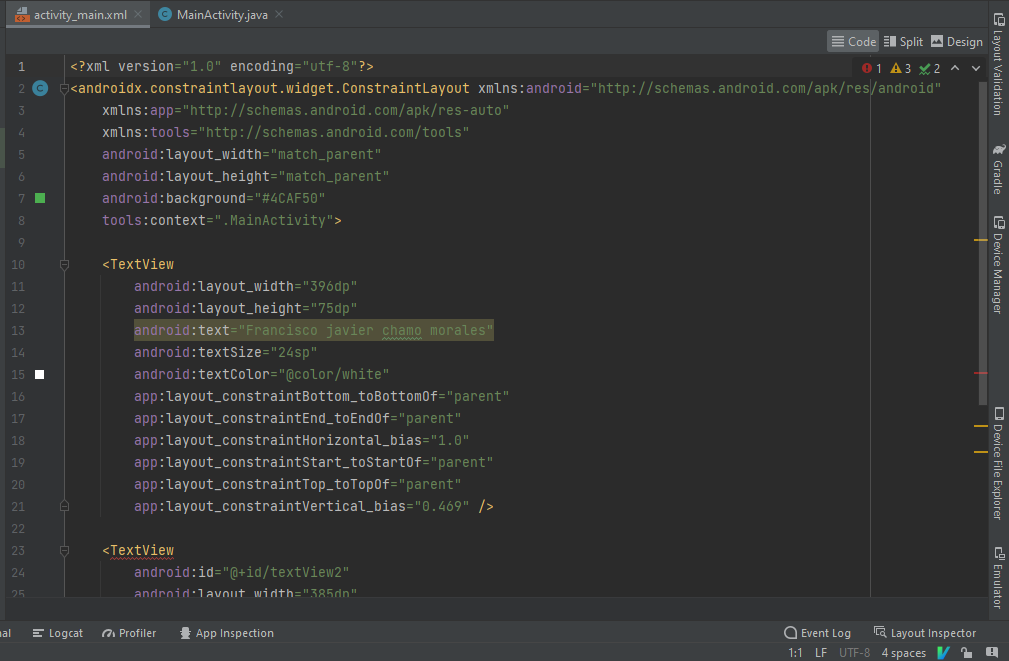 activity_main.xml MainActivity.java
Code Split Design
1 <?xml version="1.0" encoding="utf-8"?> 1 3 2
2 C <androidx.constraintlayout.widget.ConstraintLayout xmlns:android="http://schemas.android.com/apk/res/android"
3 xmlns:app="http://schemas.android.com/apk/res-auto"
4 xmlns:tools="http://schemas.android.com/tools"
5 android:layout_width="match_parent"
6 android:layout_height="match_parent"
7 android:background="#4CAF50"
8 tools:context=".MainActivity">
9
10 <TextView
11 android:layout_width="396dp"
12 android:layout_height="75dp"
13 android:text="Francisco javier chamo morales"
14 android:textSize="24sp"
15 android:textColor="@color/white"
16 app:layout_constraintBottom_toBottomOf="parent"
17 app:layout_constraintEnd_toEndOf="parent"
18 app:layout_constraintHorizontal_bias="1.0"
19 app:layout_constraintStart_toStartOf="parent"
20 app:layout_constraintTop_toTopOf="parent"
21 app:layout_constraintVertical_bias="0.469" />
22
23 <TextView
24 android:id="@+id/textView2"
25 android:layout_width="385dp"
Layout Validation
Gradle
Device Manager
Device File Explorer
Emulator
nal Logcat Profiler App Inspection Event Log Layout Inspector
1:1 LF UTF-8 4 spaces